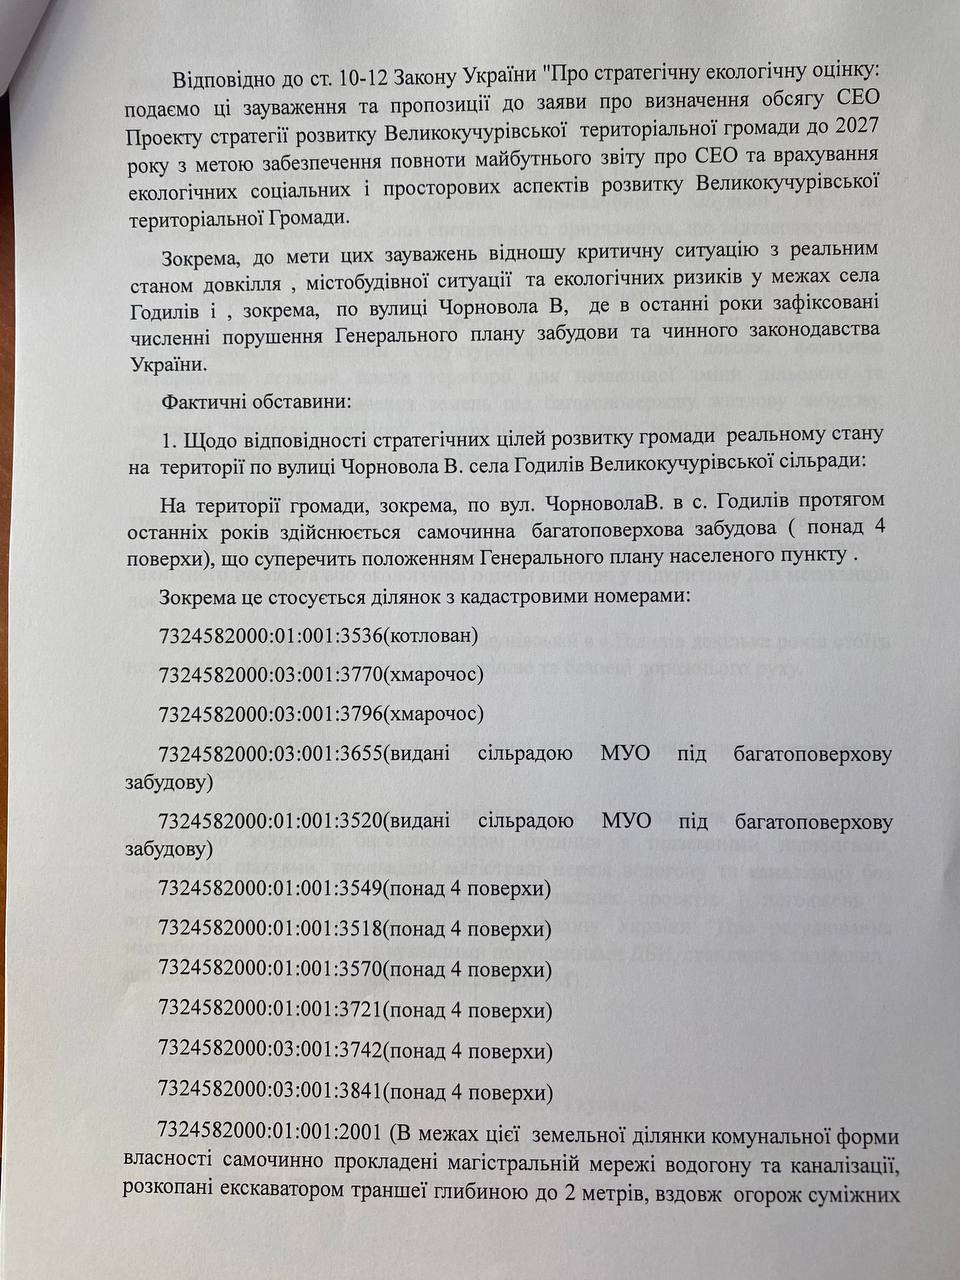 Відповідно до ст. 10-12 Закону України "Про стратегічну екологічну оцінку:
подаємо ці зауваження та пропозиції до заяви про визначення обсягу СЕО
Проекту стратегії розвитку Великокучурівської територіальної громади до 2027
року з метою забезпечення повноти майбутнього звіту про СЕО та врахування
екологічних соціальних і просторових аспектів розвитку Великокучурівської
територіальної Громади.
Зокрема, до мети цих зауважень відношу критичну ситуацію з реальним
станом довкілля , містобудівної ситуації та екологічних ризиків у межах села
Годилів і , зокрема, по вулиці Чорновола В, де в останні роки зафіксовані
численні порушення Генерального плану забудови та чинного законодавства
України.
Фактичні обставини:
1. Щодо відповідності стратегічних цілей розвитку громади реальному стану
на території по вулиці Чорновола В. села Годилів Великокучурівської сільради:
На території громади, зокрема, по вул. ЧорноволаВ. в с. Годилів протягом
останніх років здійснюється самочинна багатоповерхова забудова ( понад 4
поверхи), що суперечить положенням Генерального плану населеного пункту .
Зокрема це стосується ділянок з кадастровими номерами:
7324582000:01:001:3536(котлован)
7324582000:03:001:3770(хмарочос)
7324582000:03:001:3796(хмарочос)
7324582000:03:001:3655(видані сільрадою МУО під багатоповерхову
забудову)
7324582000:01:001:3520(видані сільрадою МУО під багатоповерхову
забудову)
7324582000:01:001:3549(понад 4 поверхи)
7324582000:01:001:3518(понад 4 поверхи)
7324582000:01:001:3570(понад 4 поверхи)
7324582000:01:001:3721(понад 4 поверхи)
7324582000:03:001:3742(понад 4 поверхи)
7324582000:03:001:3841(понад 4 поверхи)
7324582000:01:001:2001 (В межах цієї земельної ділянки комунальної форми
власності самочинно прокладені магістральній мережі водогону та каналізації,
розкопані екскаватором траншеї глибиною до 2 метрів, вздовж огорож суміжних